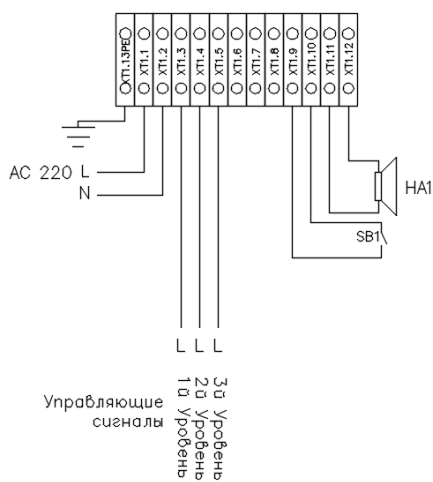 XT1.13PE
XT1.1
XT1.2
XT1.3
XT1.4
XT1.5
XT1.6
XT1.7
XT1.8
XT1.9
XT1.10
XT1.11
XT1.12
AC 220 L
N
HA1
SB1
L L L
Управляющие
сигналы
1й Уровень
2й Уровень
3й Уровень